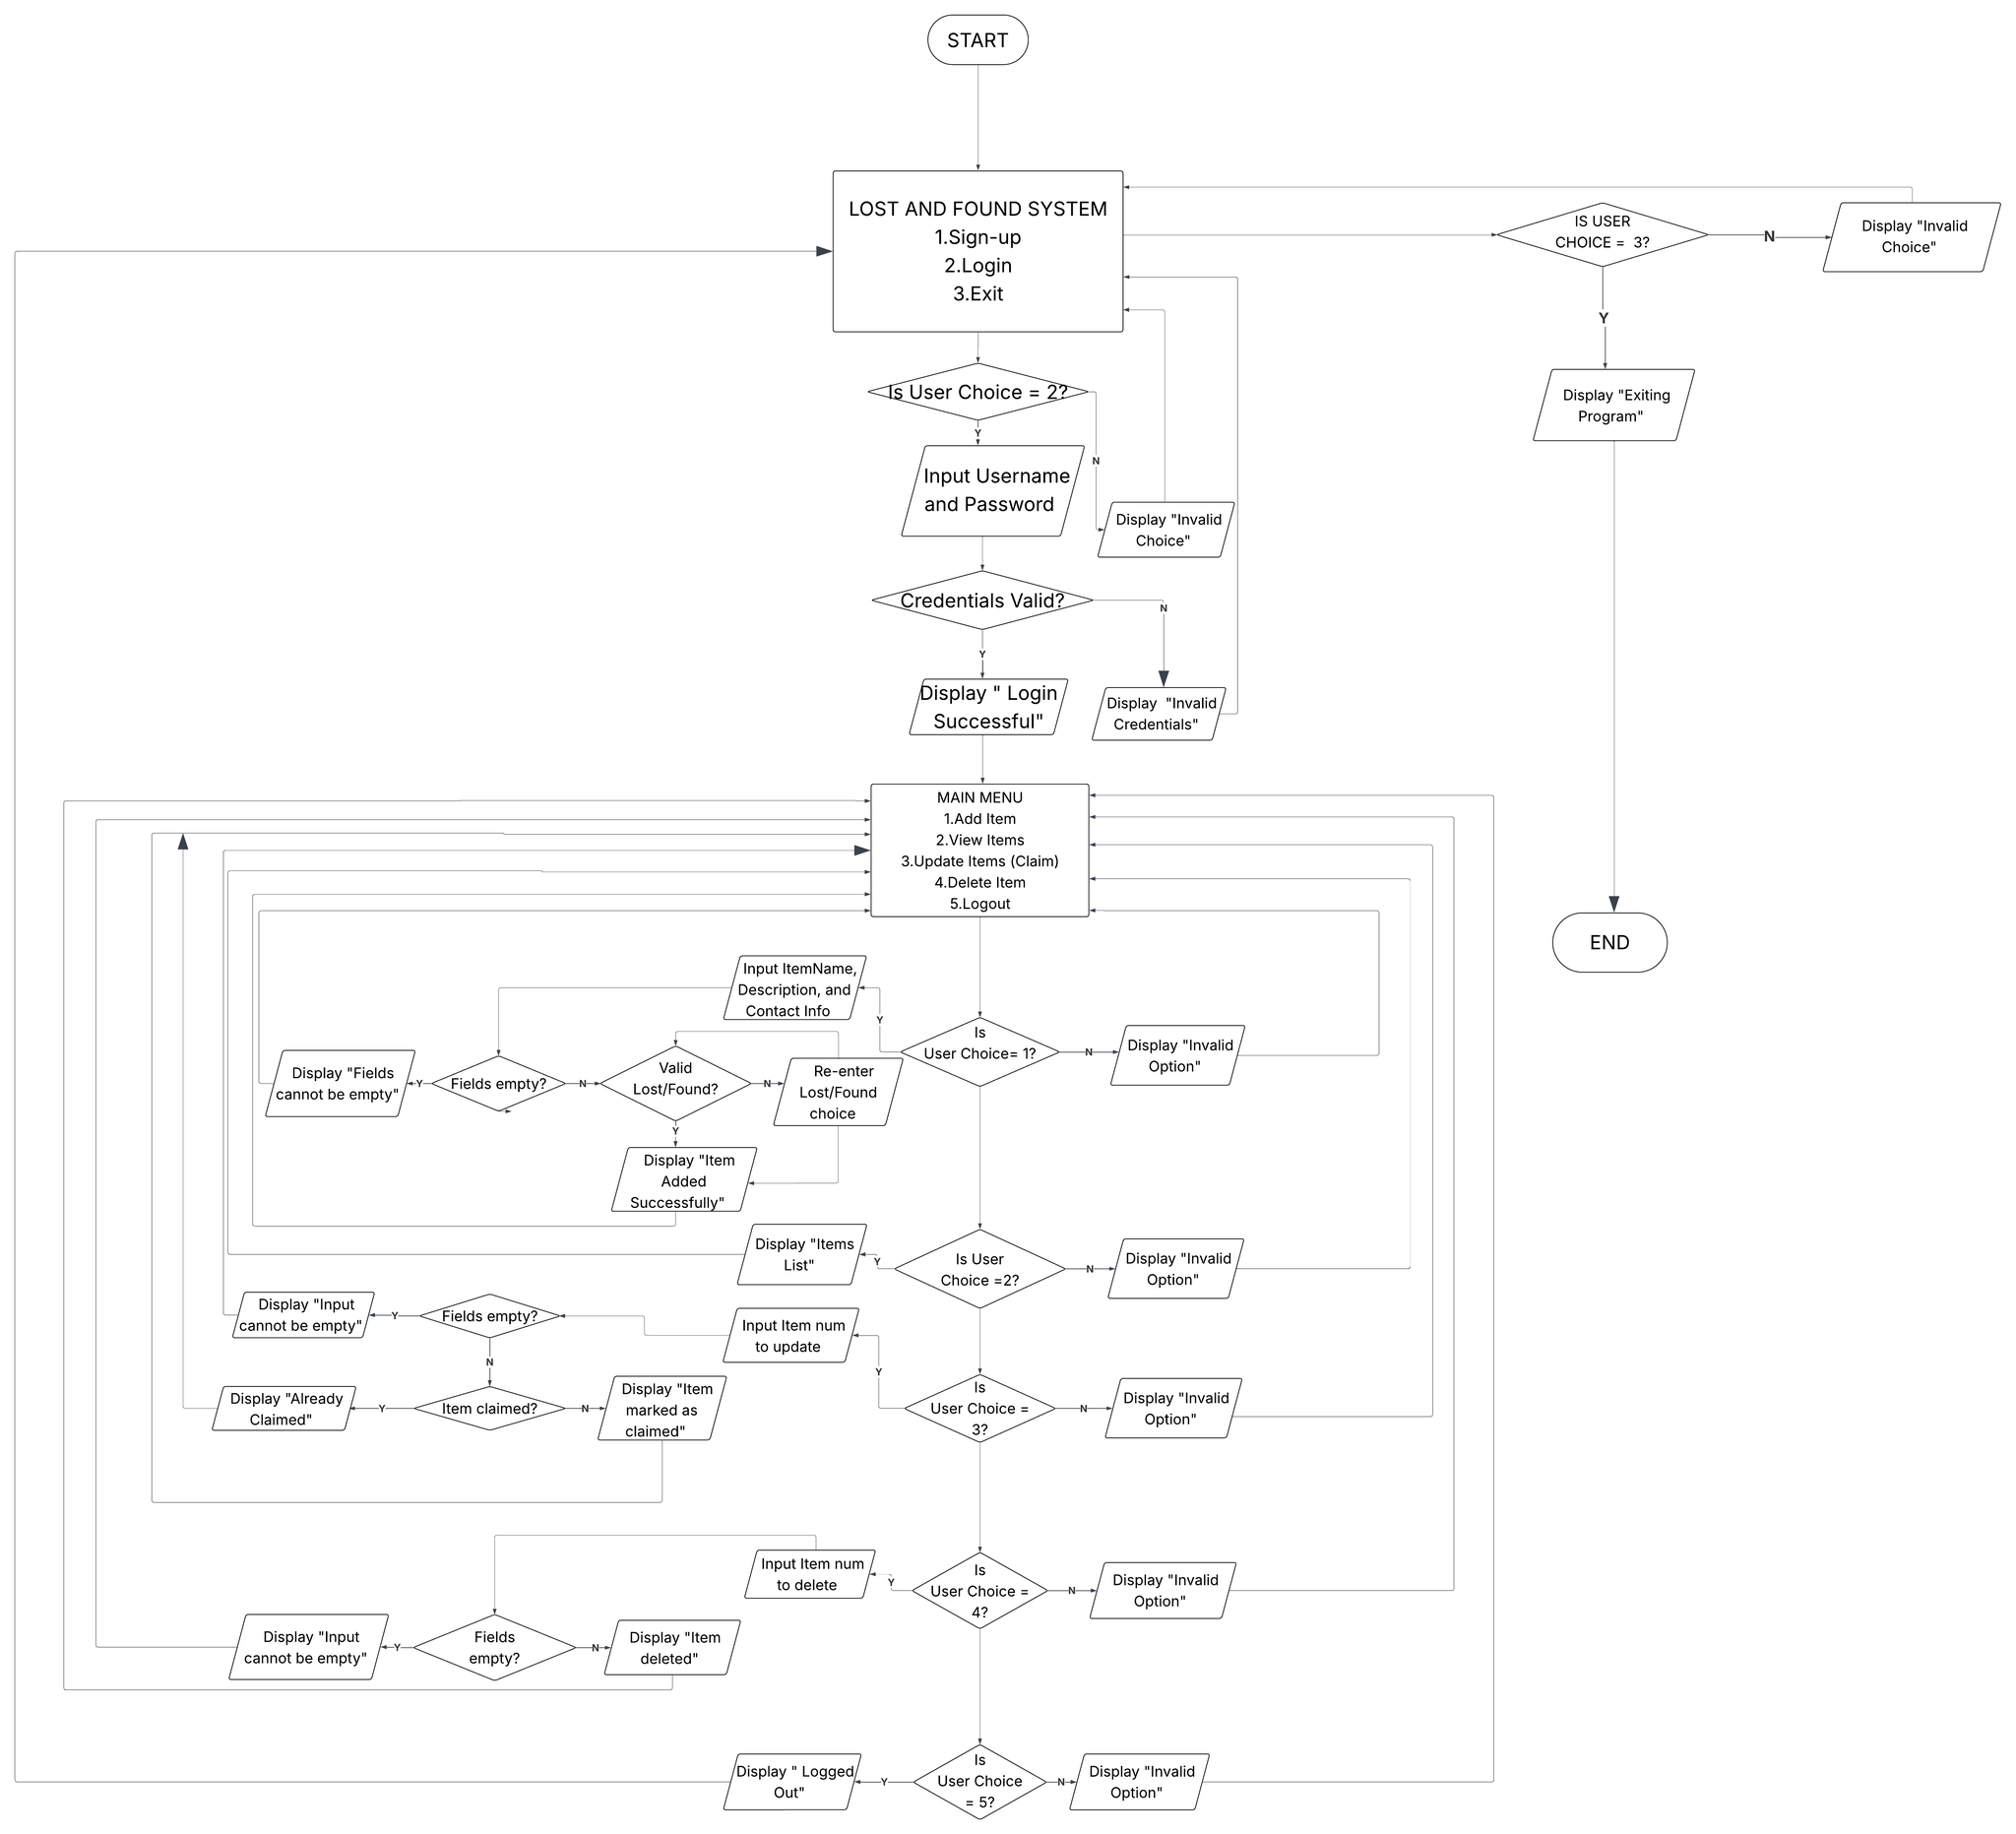 START
LOST AND FOUND SYSTEM
1.Sign-up
2.Login
3.Exit
IS USER
CHOICE =  3?
N
Display "Invalid
Choice"
Y
Display "Exiting
Program"
END
Is User Choice = 2?
Y
N
Input Username
and Password
Display "Invalid
Choice"
Credentials Valid?
N
Y
Display " Login
Successful"
Display  "Invalid
Credentials"
MAIN MENU
1.Add Item
2.View Items
3.Update Items (Claim)
4.Delete Item
5.Logout
Input ItemName,
Description, and
Contact Info
Y
Is
User Choice= 1?
N
Display "Invalid
Option"
Display "Fields
cannot be empty"
Y
Fields empty?
N
Valid
Lost/Found?
N
Re-enter
Lost/Found
choice
Y
Display "Item
Added
Successfully"
Display "Items
List"
Y
Is User
Choice =2?
N
Display "Invalid
Option"
Display "Input
cannot be empty"
Y
Fields empty?
Input Item num
to update
Y
N
Display "Already
Claimed"
Y
Item claimed?
N
Display "Item
marked as
claimed"
Is
User Choice =
3?
N
Display "Invalid
Option"
Input Item num
to delete
Y
Is
User Choice =
4?
N
Display "Invalid
Option"
Display "Input
cannot be empty"
Y
Fields
empty?
N
Display "Item
deleted"
Display " Logged
Out"
Y
Is
User Choice
= 5?
N
Display "Invalid
Option"